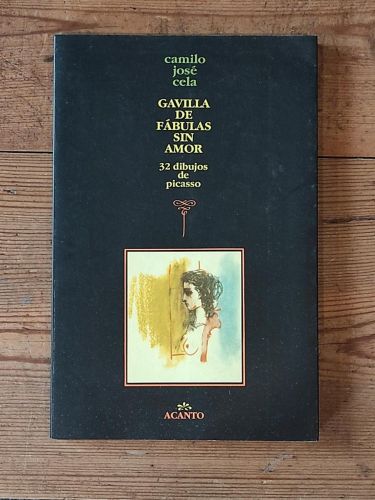 camilo
josé
cela
GAVILLA
DE
FÁBULAS
SIN
AMOR
32 dibujos
de
picasso
ACANTO